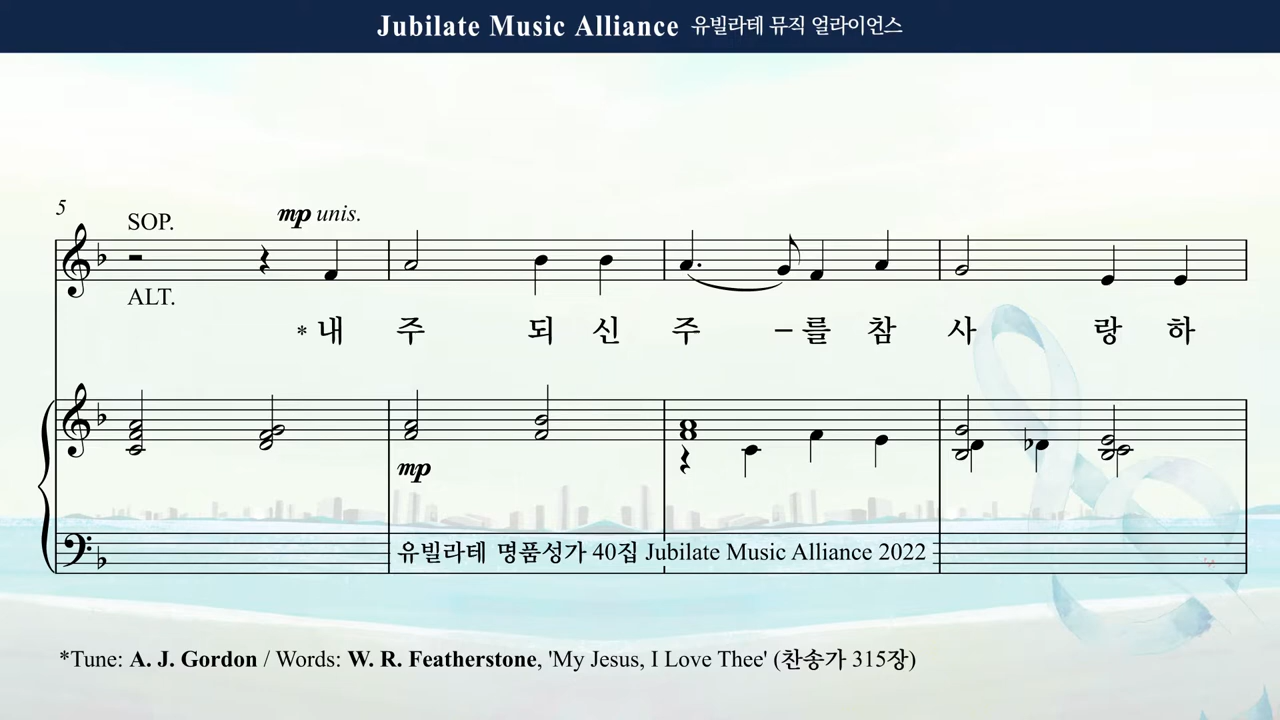 Jubilate Music Alliance 유빌라테 뮤직 얼라이언스
5
SOP.
mp unis.
ALT.
*내 주 되 신 주 –를 참 사 랑 하
mp
유빌라테 명품성가 40집 Jubilate Music Alliance 2022
*Tune: A. J. Gordon / Words: W. R. Featherstone, 'My Jesus, I Love Thee' (찬송가 315장)